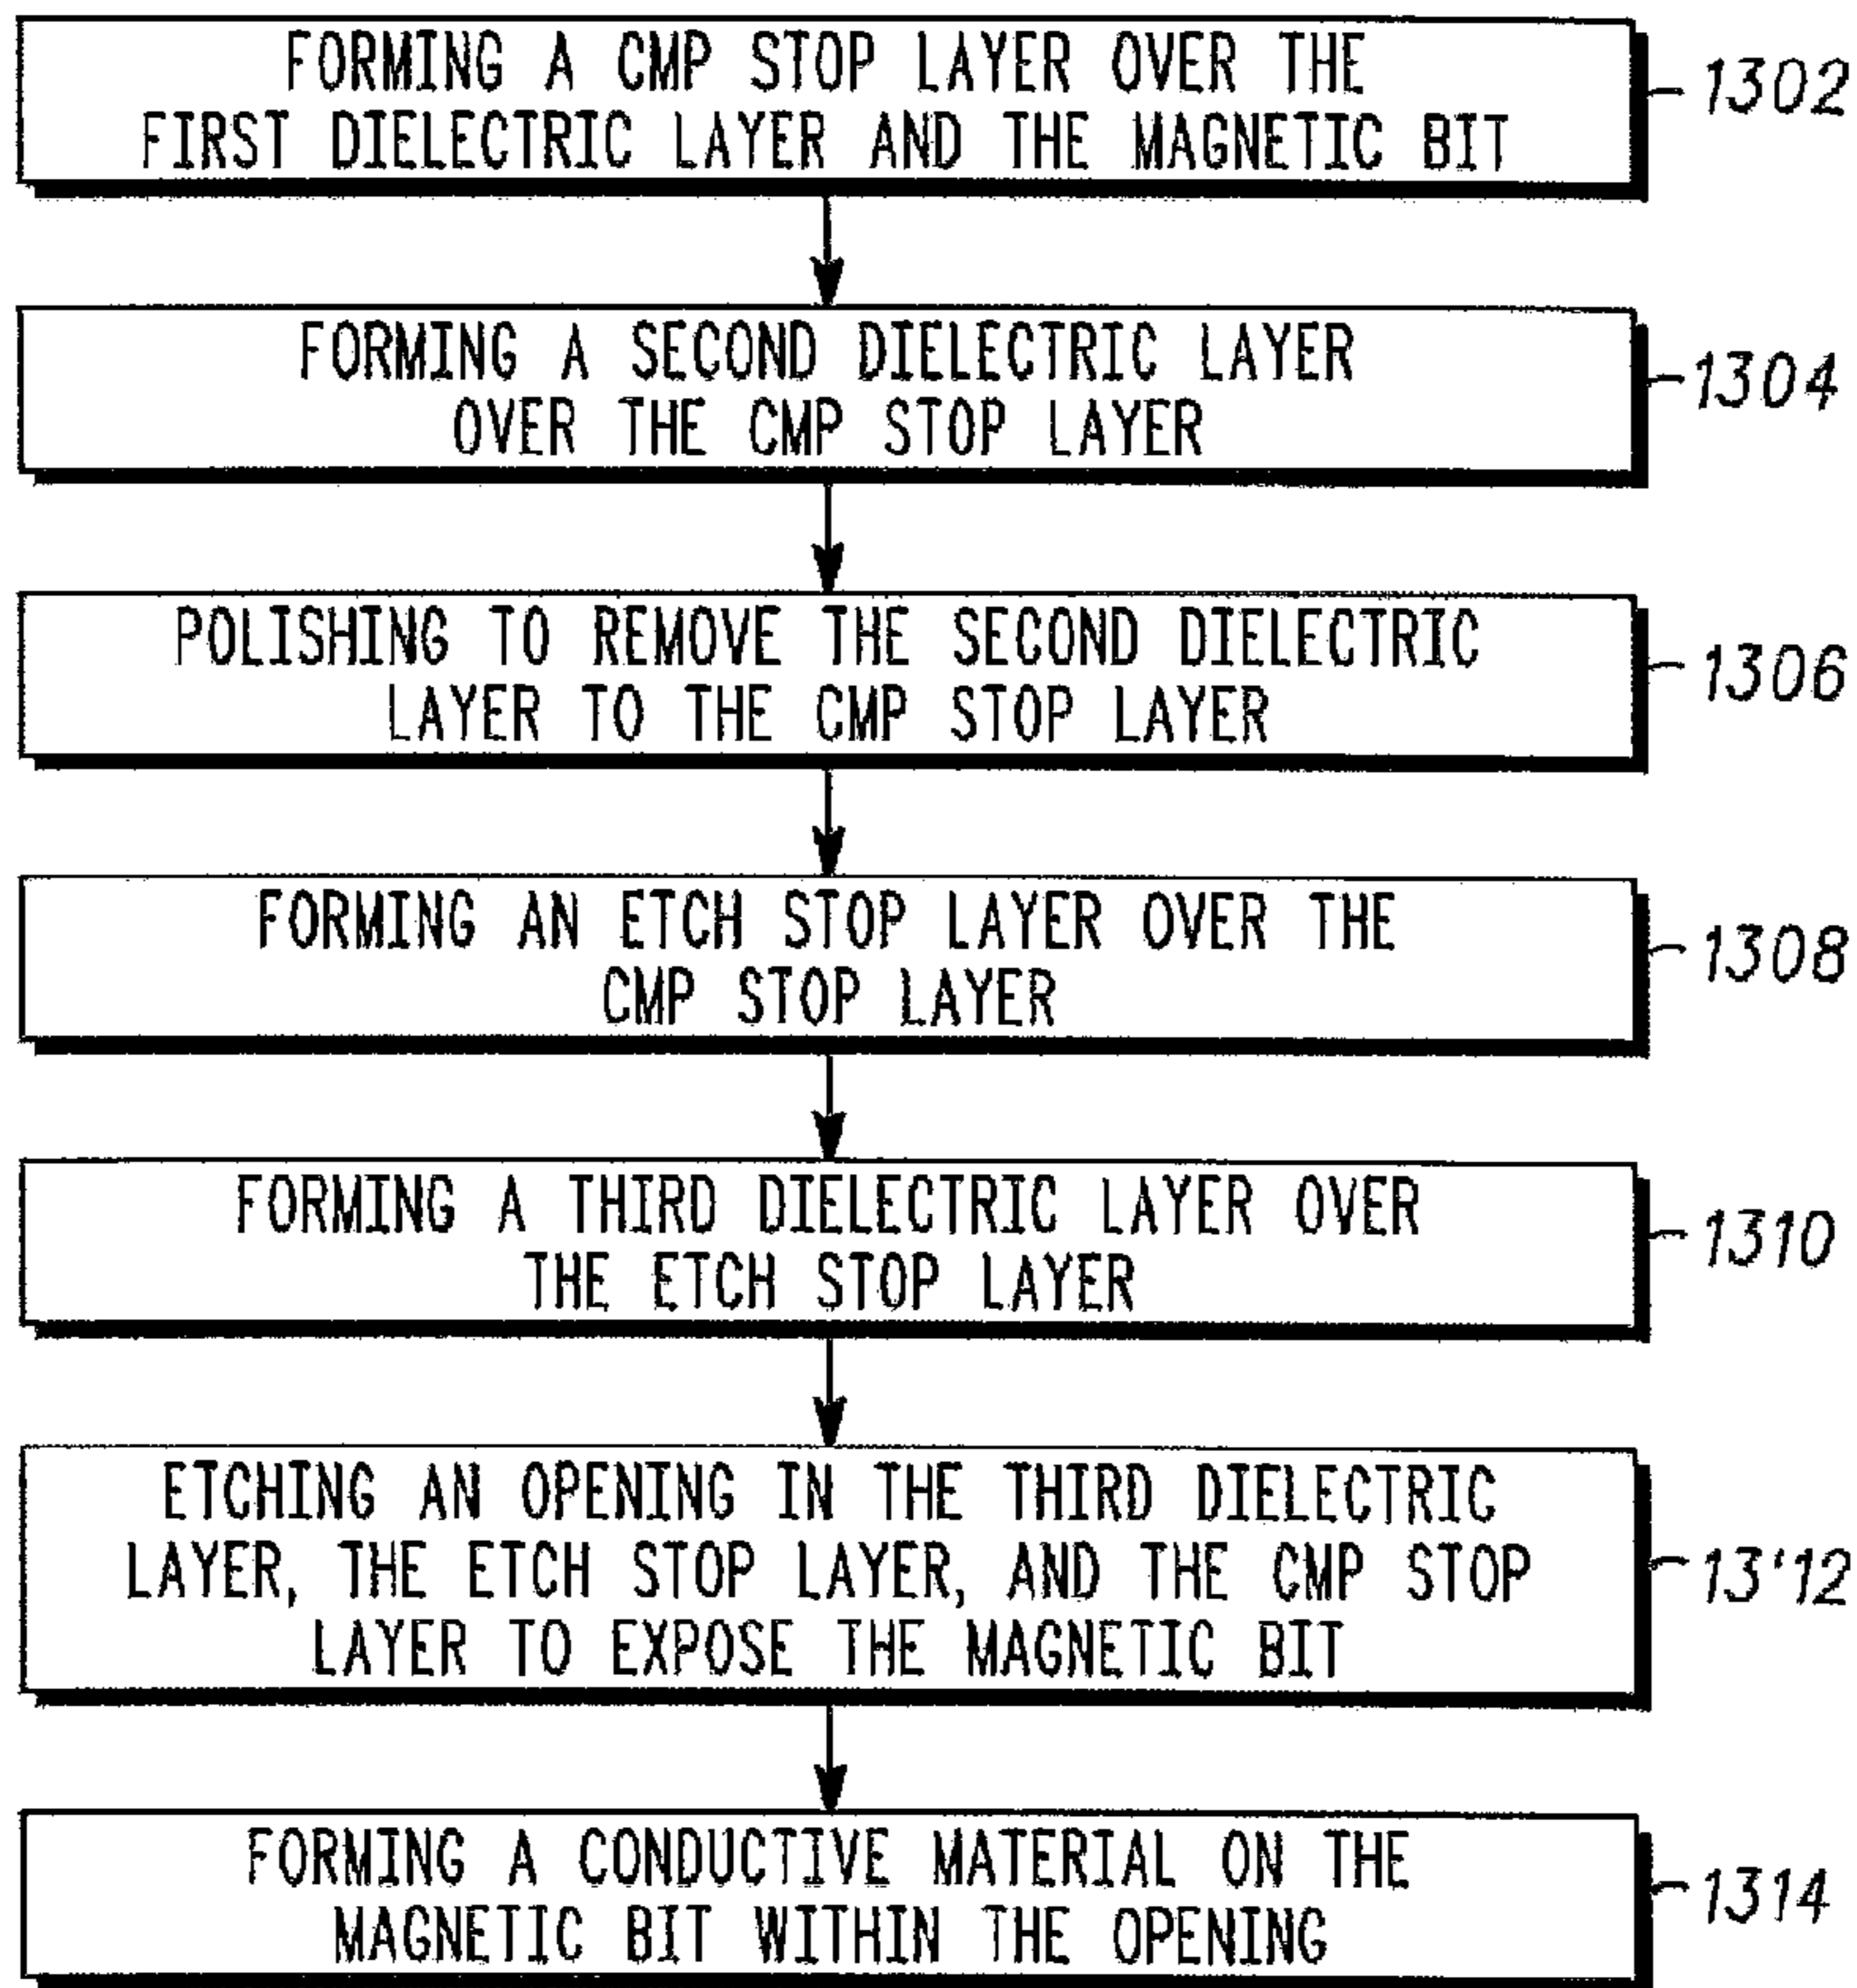 FORMING A CMP STOP LAYER OVER THE
FIRST DIELECTRIC LAYER AND THE MAGNETIC BIT
1302
FORMING A SECOND DIELECTRIC LAYER
OVER THE CMP STOP LAYER
1304
POLISHING TO REMOVE THE SECOND DIELECTRIC
LAYER TO THE CMP STOP LAYER
1306
FORMING AN ETCH STOP LAYER OVER THE
CMP STOP LAYER
1308
FORMING A THIRD DIELECTRIC LAYER OVER
THE ETCH STOP LAYER
1310
ETCHING AN OPENING IN THE THIRD DIELECTRIC
LAYER, THE ETCH STOP LAYER, AND THE CMP STOP
LAYER TO EXPOSE THE MAGNETIC BIT
13'12
FORMING A CONDUCTIVE MATERIAL ON THE
MAGNETIC BIT WITHIN THE OPENING
1314